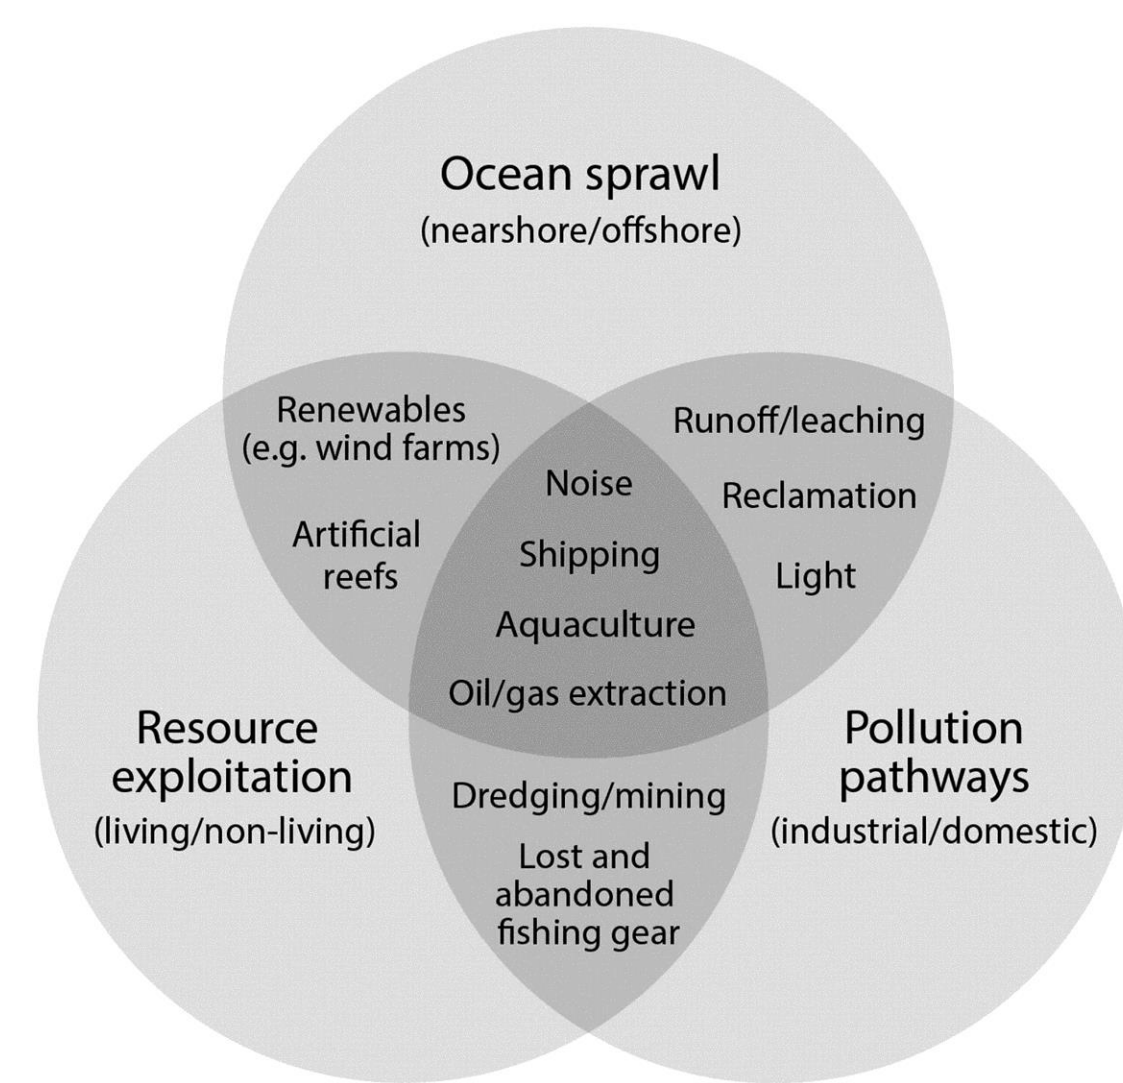 Ocean sprawl
(nearshore/offshore)
Renewables
(e.g. wind farms)
Artificial
reefs
Noise
Shipping
Aquaculture
Oil/gas extraction
Runoff/leaching
Reclamation
Light
Resource
exploitation
(living/non-living)
Dredging/mining
Lost and
abandoned
fishing gear
Pollution
pathways
(industrial/domestic)